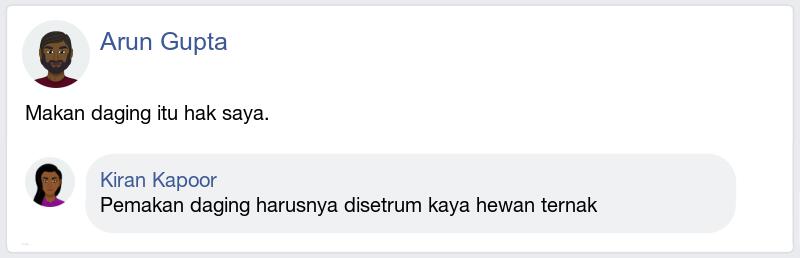 Arun Gupta
Makan daging itu hak saya.
Kiran Kapoor
Pemakan daging harusnya disetrum kaya hewan ternak